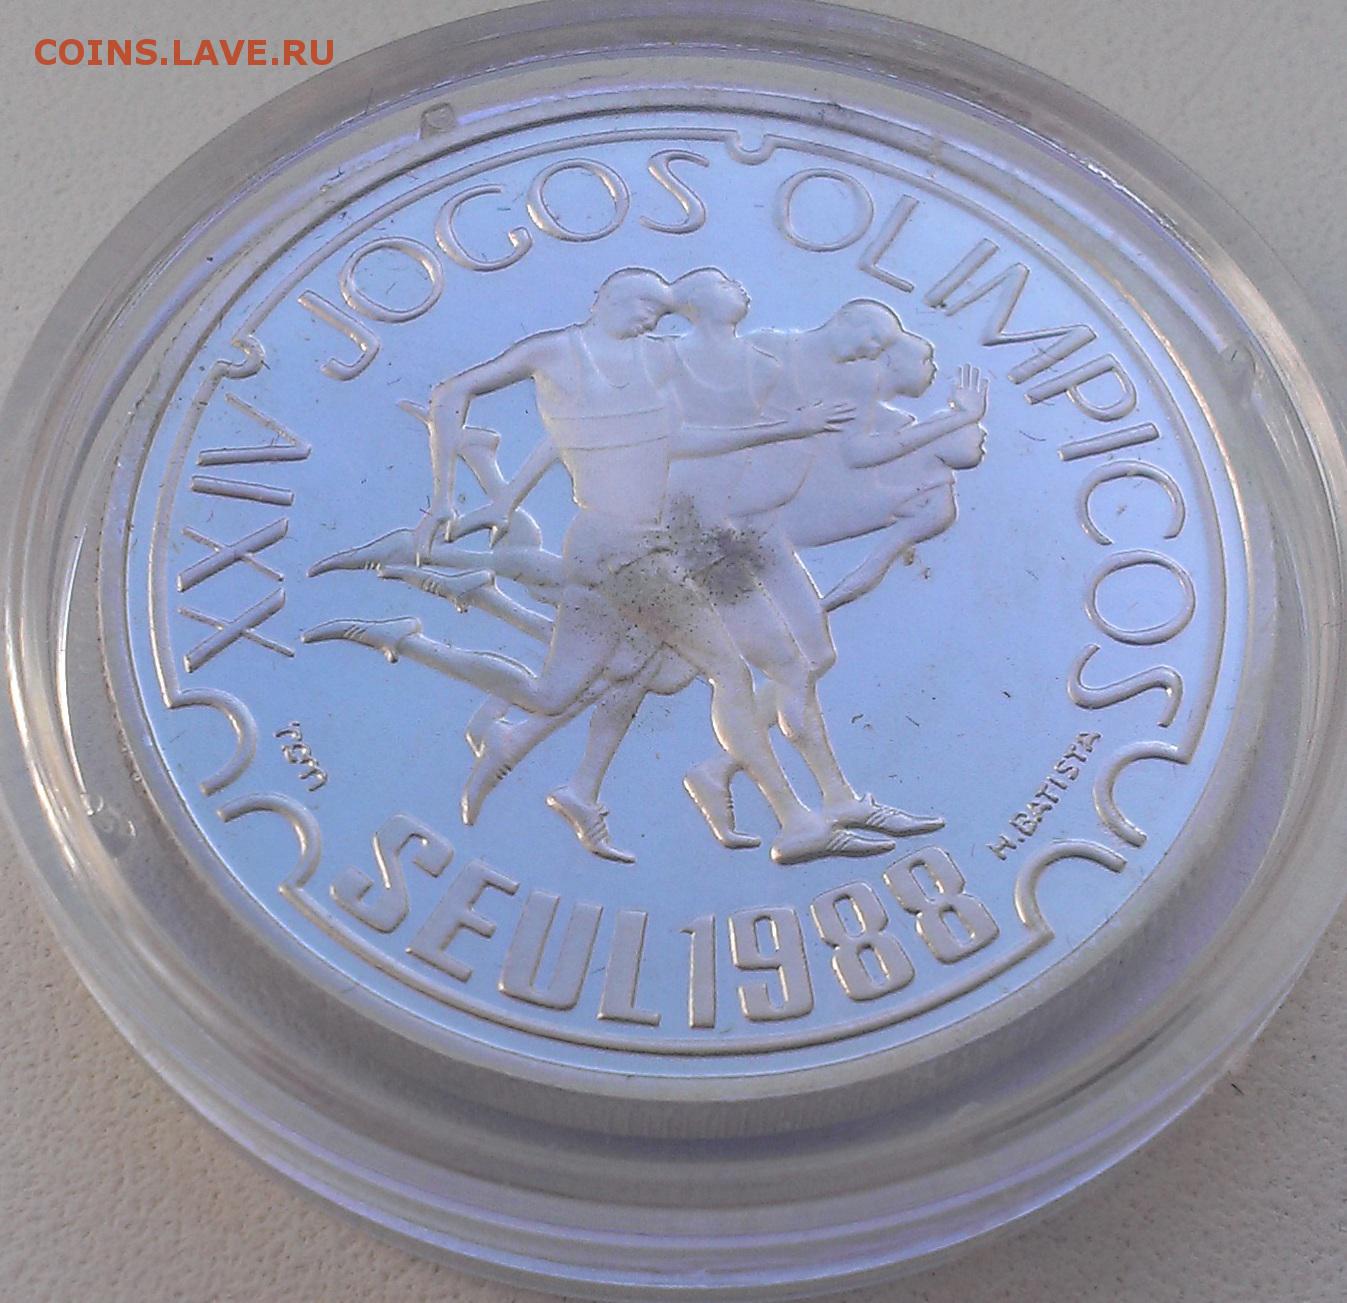 COINS.LAVE.RU
XXIV JOGOS OLIMPICOS
H.BATISTA
SEUL 1988